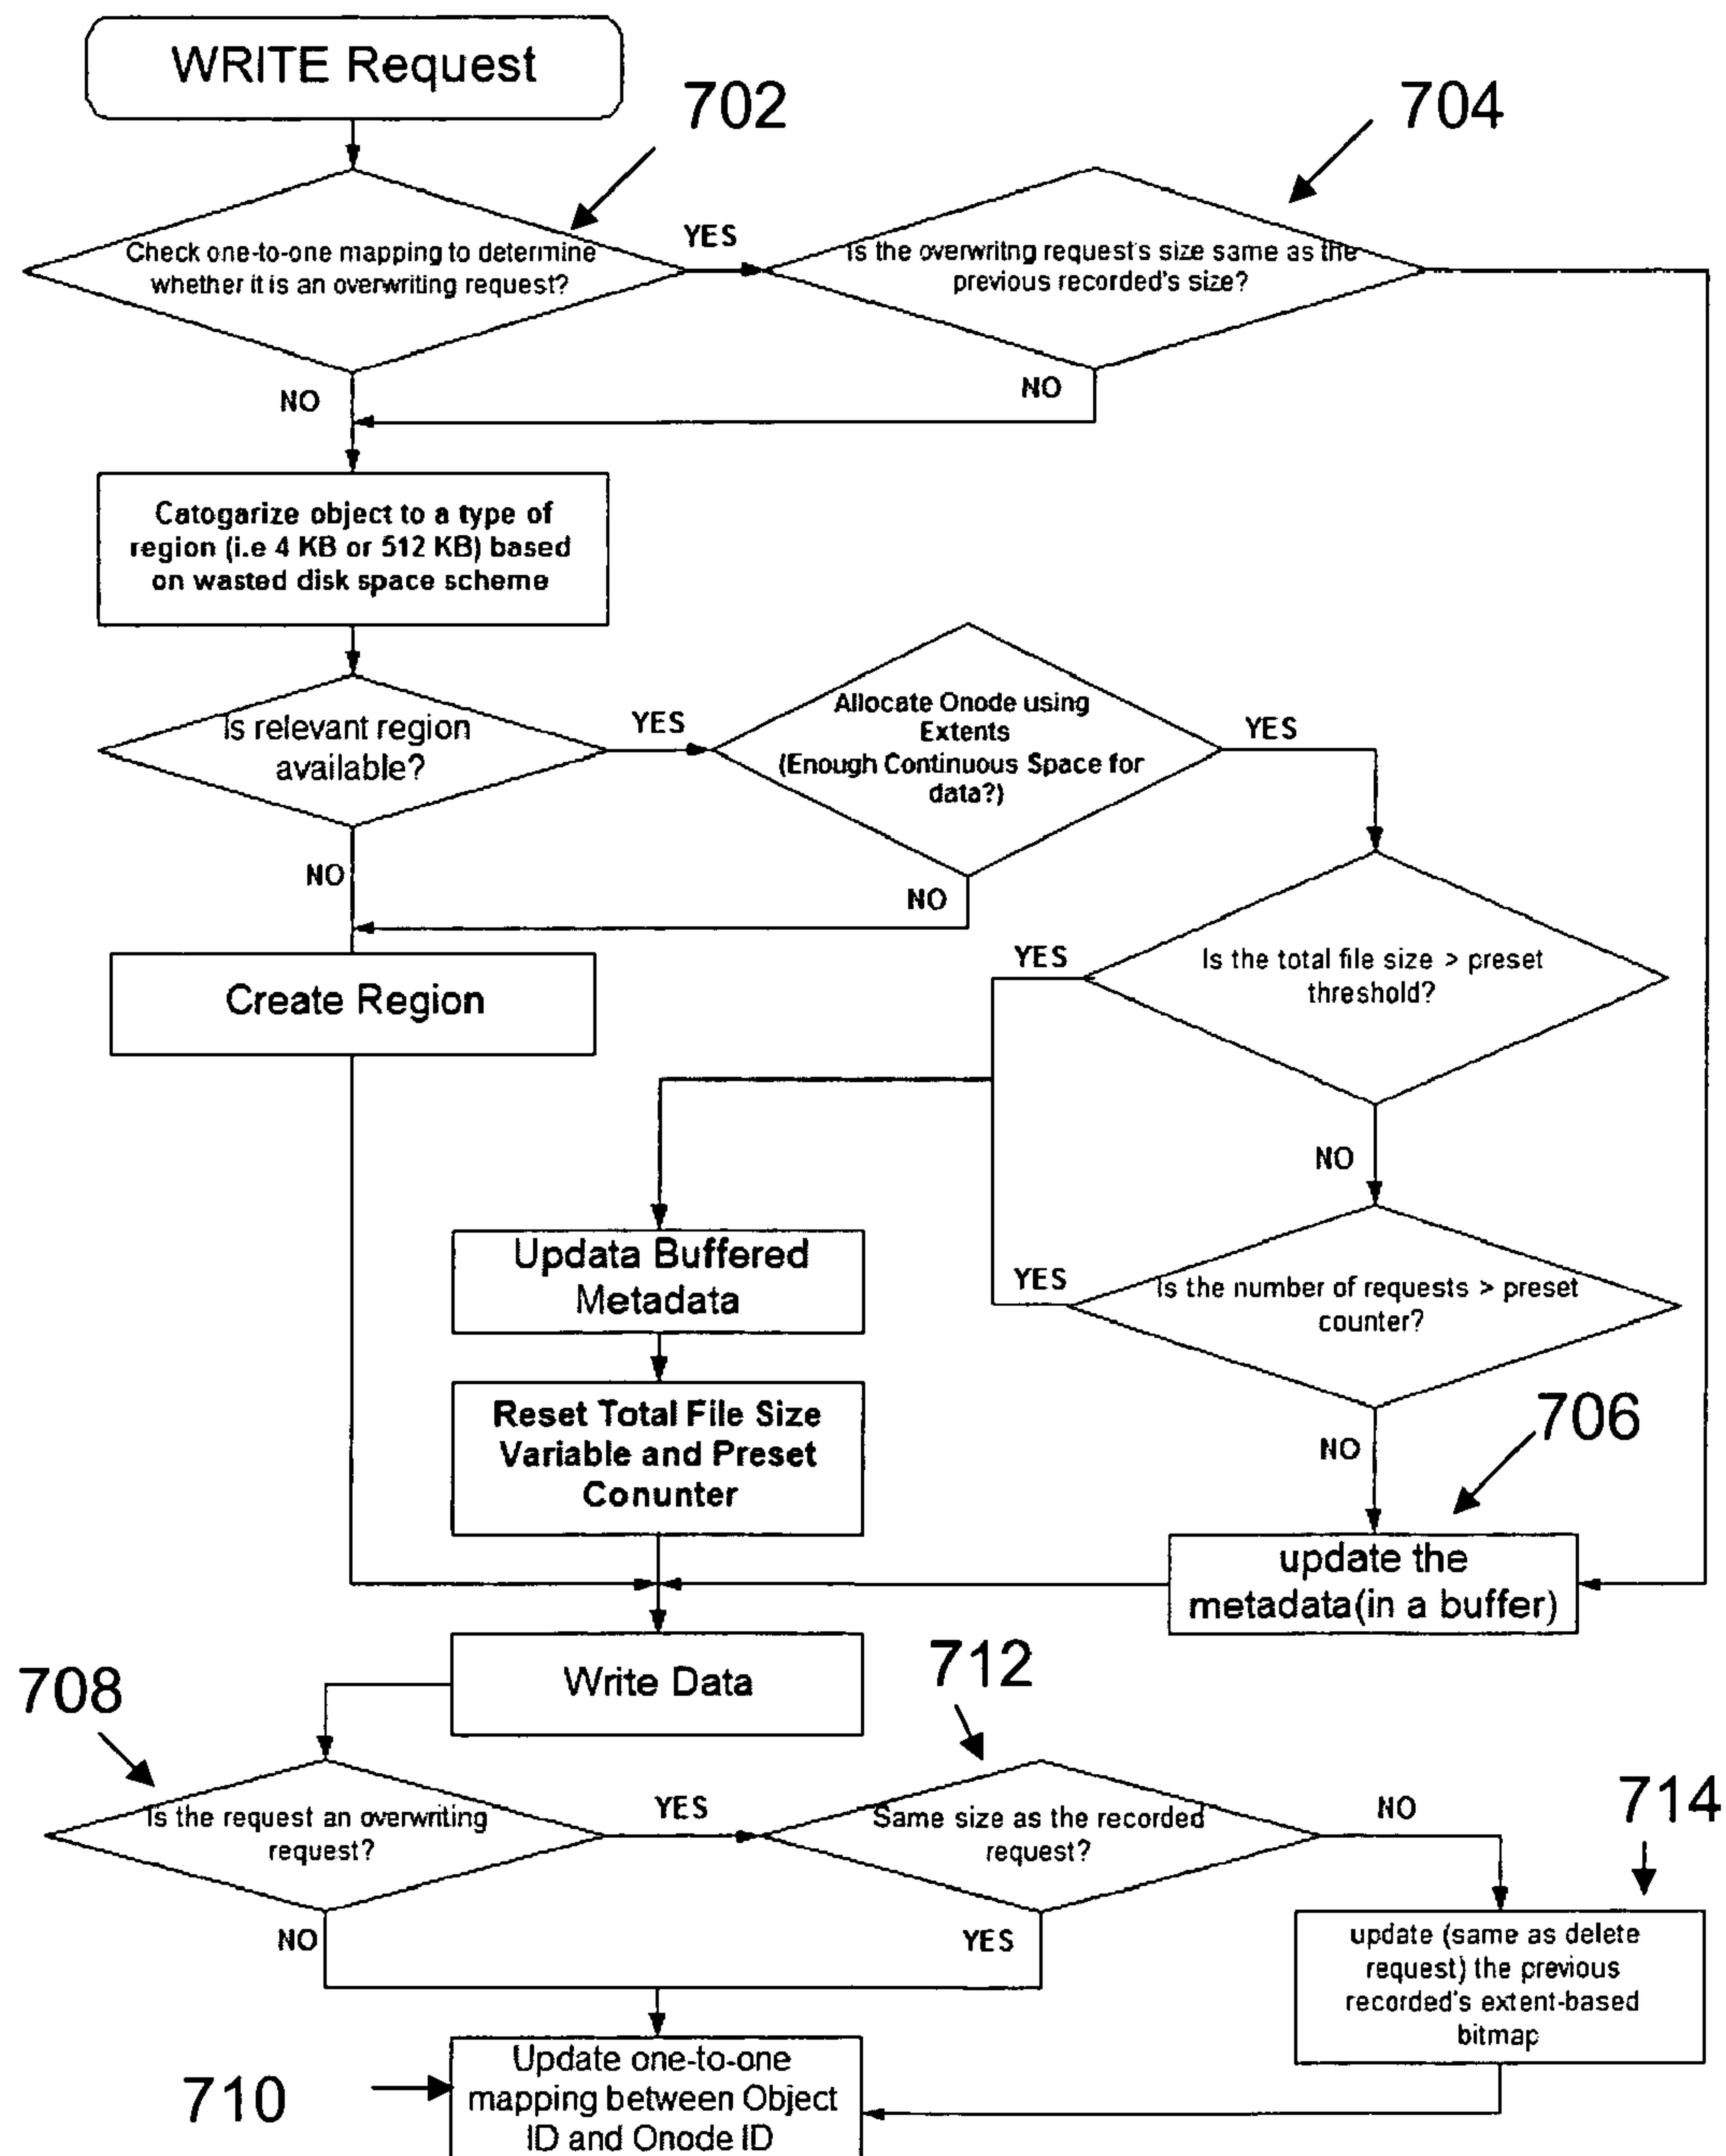 WRITE Request
702
704
Check one-to-one mapping to determine
whether it is an overwriting request?
YES
Is the overwritng request's size same as the
previous recorded's size?
NO
NO
Catogarize object to a type of
region (i.e 4 KB or 512 KB) based
on wasted disk space scheme
Is relevant region
available?
YES
Allocate Onode using
Extents
(Enough Continuous Space for
data?)
YES
NO
NO
Create Region
YES
Is the total file size > preset
threshold?
NO
Updata Buffered
Metadata
YES
Is the number of requests > preset
counter?
Reset Total File Size
Variable and Preset
Conunter
NO
706
update the
metadata(in a buffer)
Write Data
708
712
Is the request an overwriting
request?
YES
Same size as the recorded
request?
NO
714
NO
YES
update (same as delete
request) the previous
recorded's extent-based
bitmap
710
Update one-to-one
mapping between Object
ID and Onode ID